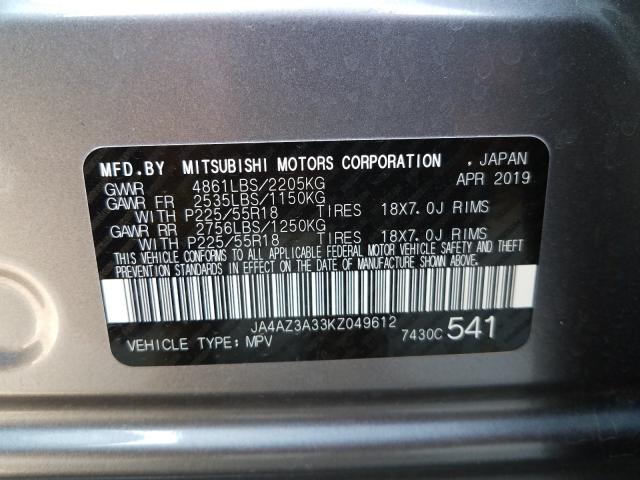 MFD.BY MITSUBISHI MOTORS CORPORATION . JAPAN
GVWR 4861LBS/2205KG APR 2019
GAWR FR 2535LBS/1150KG
WITH P225/55R18 TIRES 18X7.0J RIMS
GAWR RR 2756LBS/1250KG
WITH P225/55R18 TIRES 18X7.0J RIMS
THIS VEHICLE CONFORMS TO ALL APPLICABLE FEDERAL MOTOR VEHICLE SAFETY AND THEFT
PREVENTION STANDARDS IN EFFECT ON THE DATE OF MANUFACTURE SHOWN ABOVE.
JA4AZ3A33KZ049612
VEHICLE TYPE:MPV 7430C 541